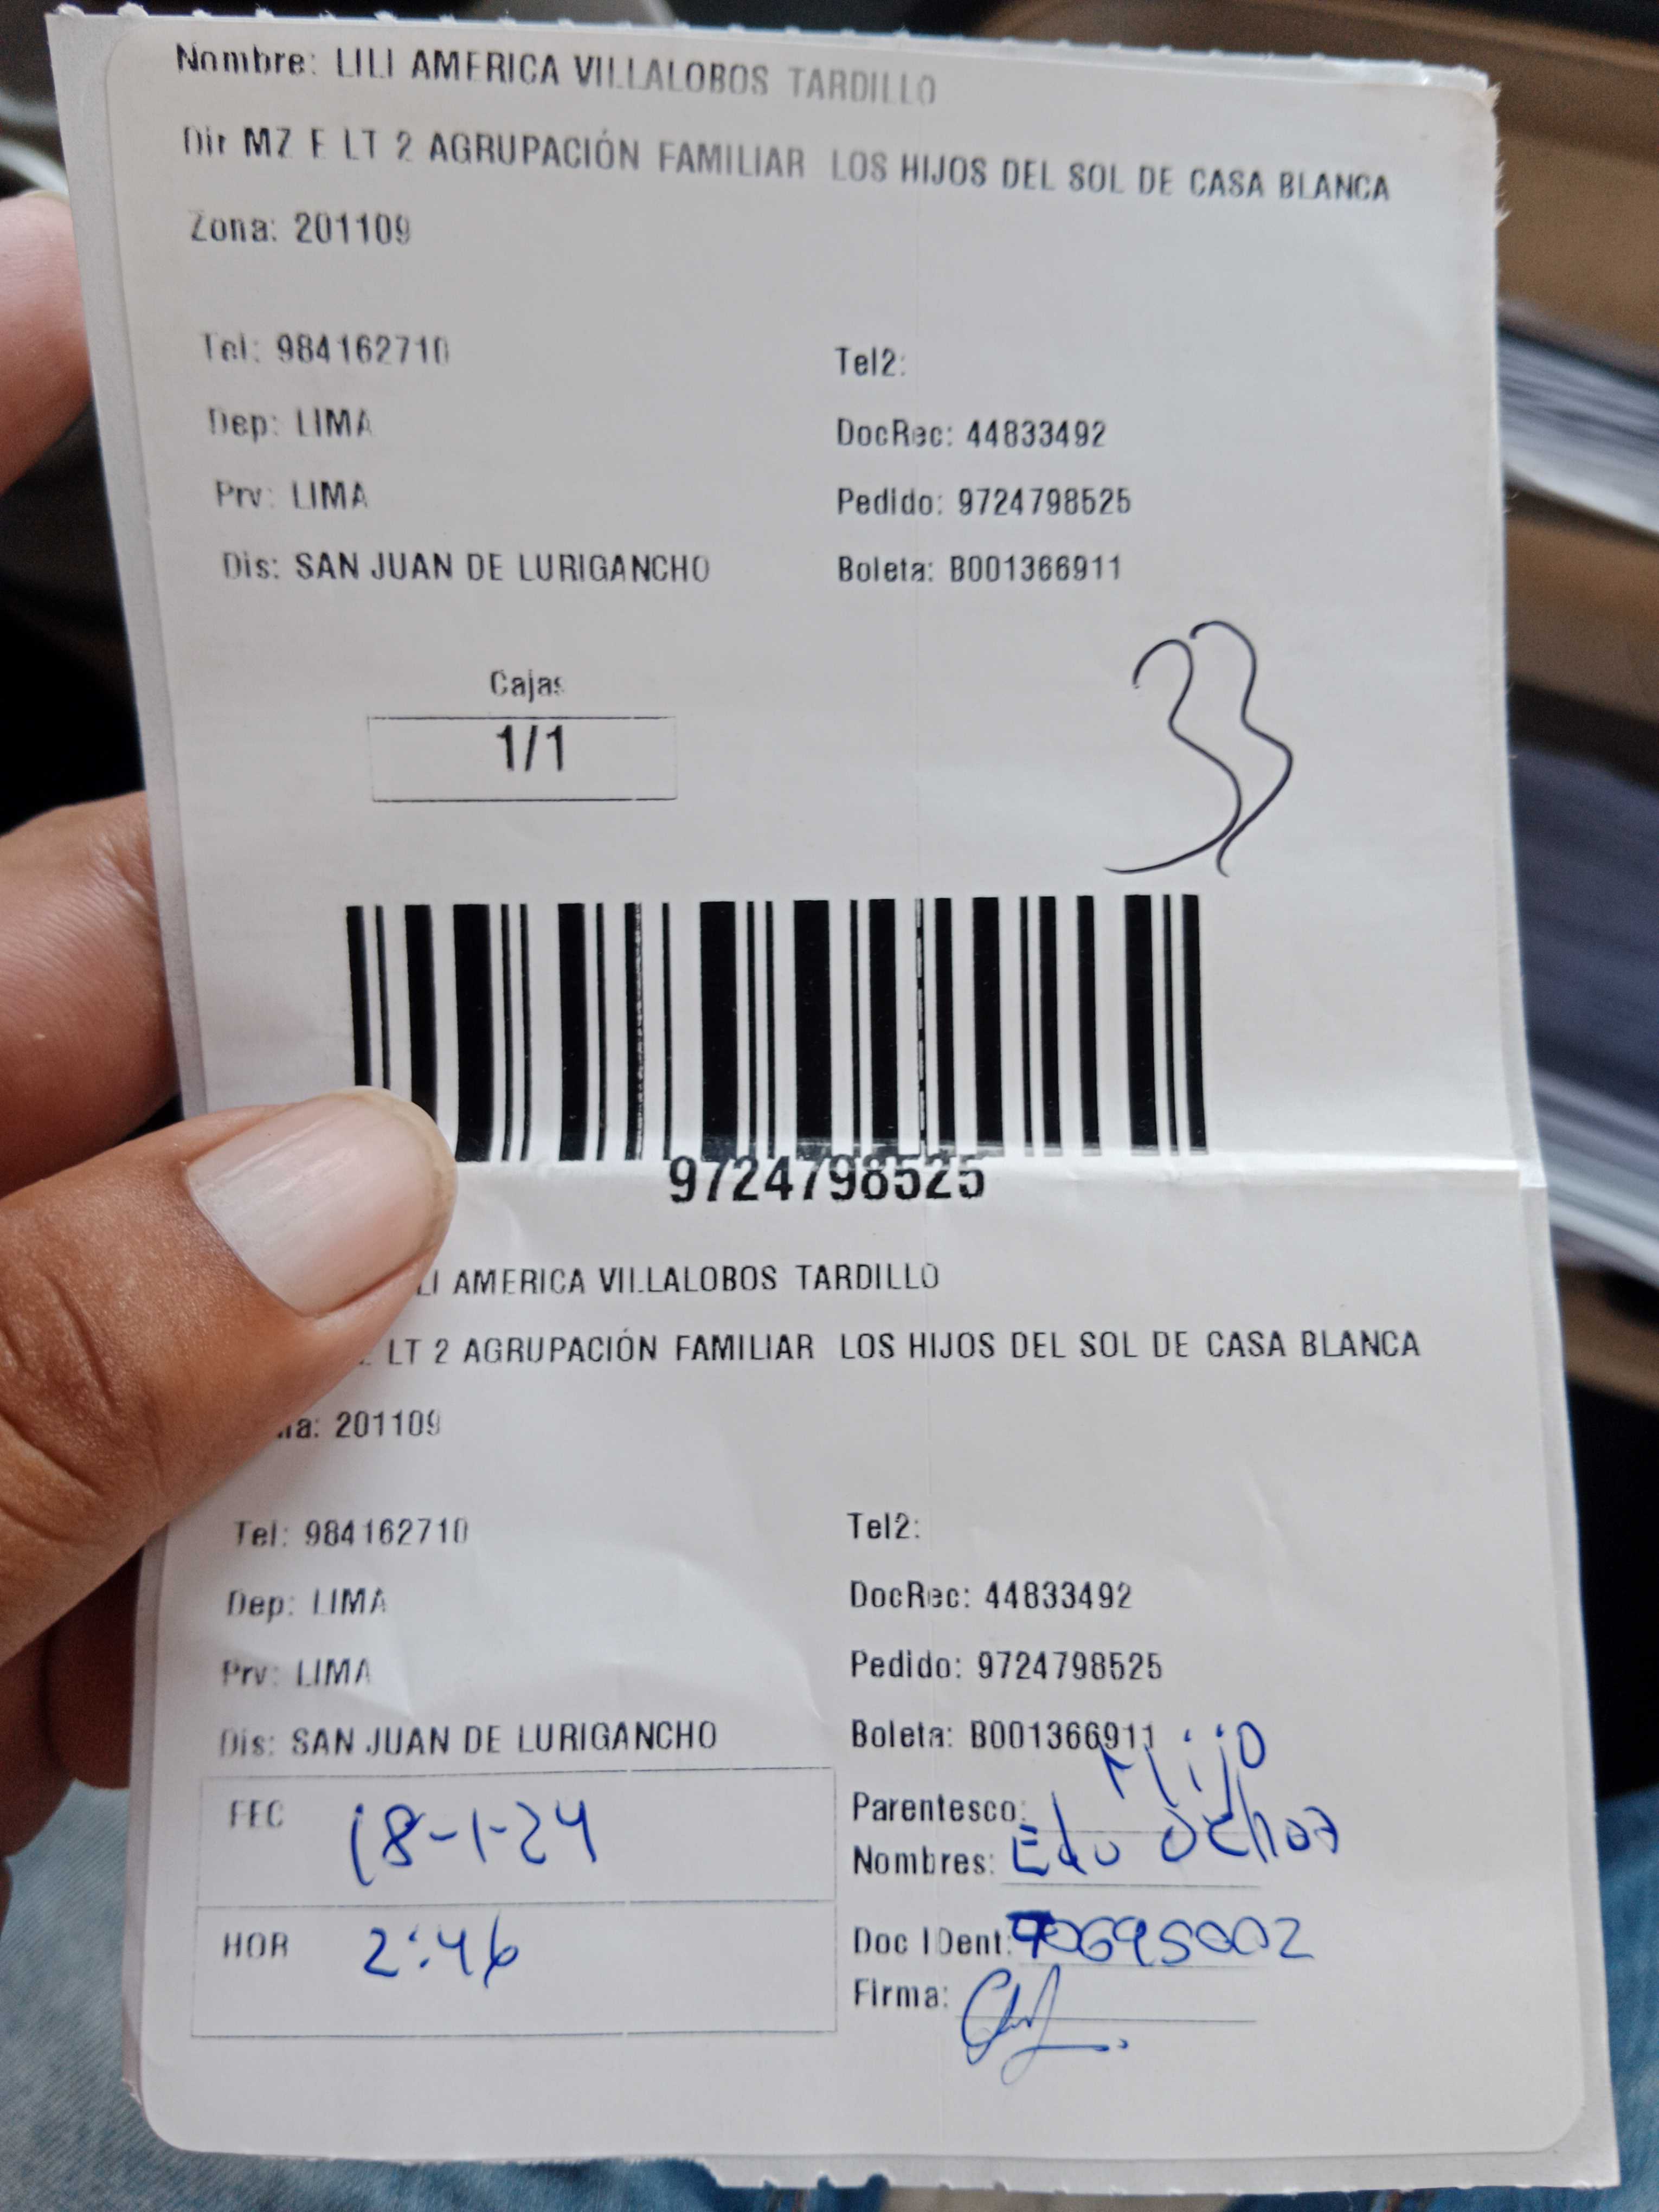 Nombre: LILI AMERICA VILLALOBOS TARDILLO
Dir MZ E LT 2 AGRUPACIÓN FAMILIAR LOS HIJOS DEL SOL DE CASA BLANCA
Zona: 201109
Tel: 984162710 Tel2:
Dep: LIMA DocRec: 44833492
Prv: LIMA Pedido: 9724798525
Dis: SAN JUAN DE LURIGANCHO Boleta: B001366911
Cajas
1/1
33
9724798525
LI AMERICA VILLALOBOS TARDILLO
LT 2 AGRUPACIÓN FAMILIAR LOS HIJOS DEL SOL DE CASA BLANCA
na: 201109
Tel: 984162710 Tel2:
Dep: LIMA DocRec: 44833492
Prv: LIMA Pedido: 9724798525
Dis: SAN JUAN DE LURIGANCHO Boleta: B001366911
FEC 18-1-24 Parentesco: Hijo
Nombres: Edu Ochoa
HOR 2:46 Doc IDent: 70695002
Firma: